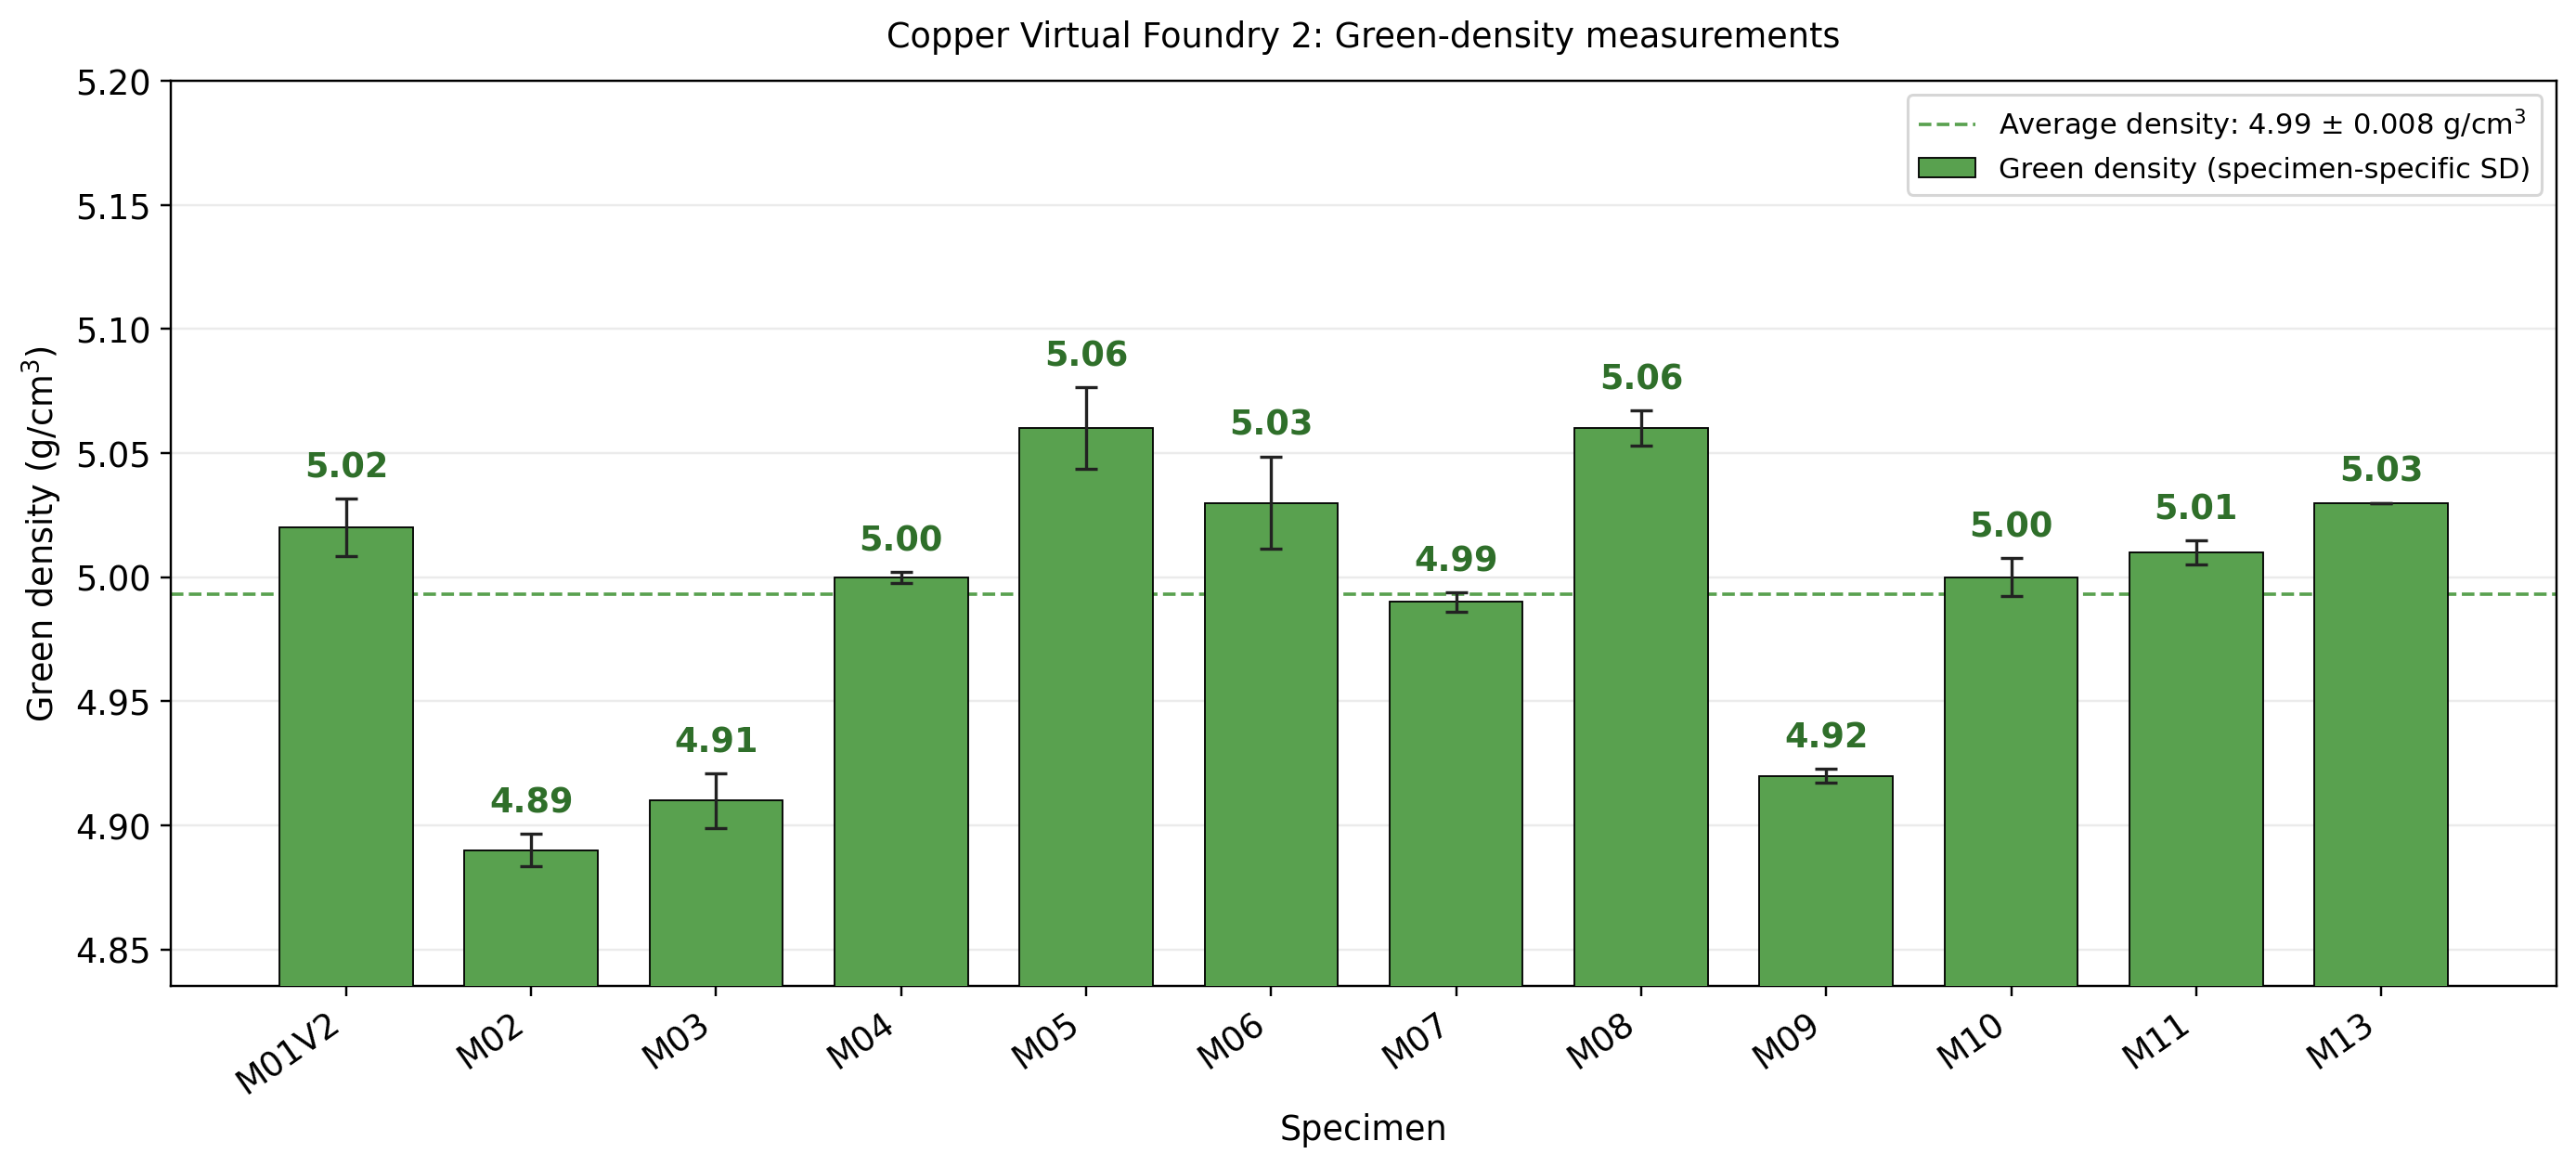 Copper Virtual Foundry 2: Green-density measurements
Average density: 4.99 ± 0.008 g/cm³
Green density (specimen-specific SD)
Green density (g/cm³)
5.20
5.15
5.10
5.05
5.00
4.95
4.90
4.85
5.02
4.89
4.91
5.00
5.06
5.03
4.99
5.06
4.92
5.00
5.01
5.03
M01V2
M02
M03
M04
M05
M06
M07
M08
M09
M10
M11
M13
Specimen